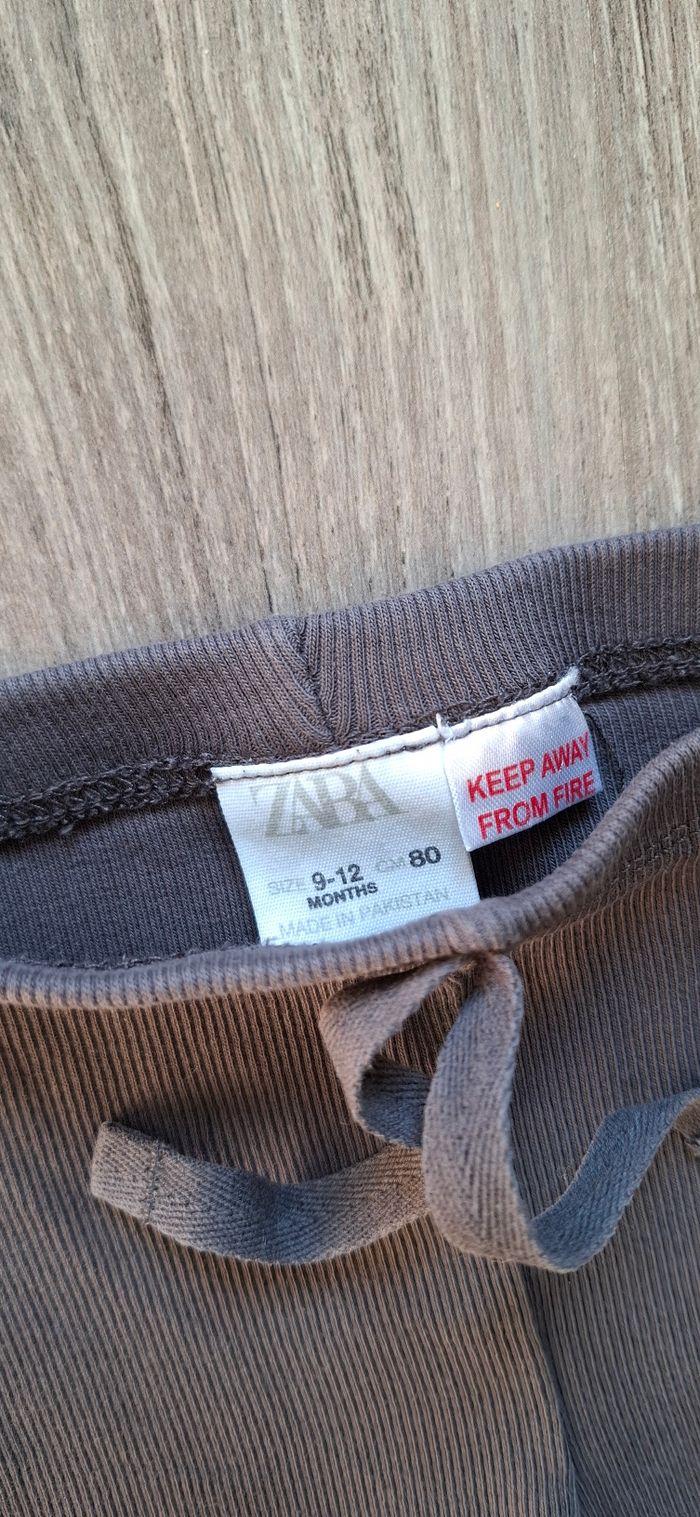 ZARA
SIZE 9-12 CM 80
MONTHS
MADE IN PAKISTAN
KEEP AWAY
FROM FIRE